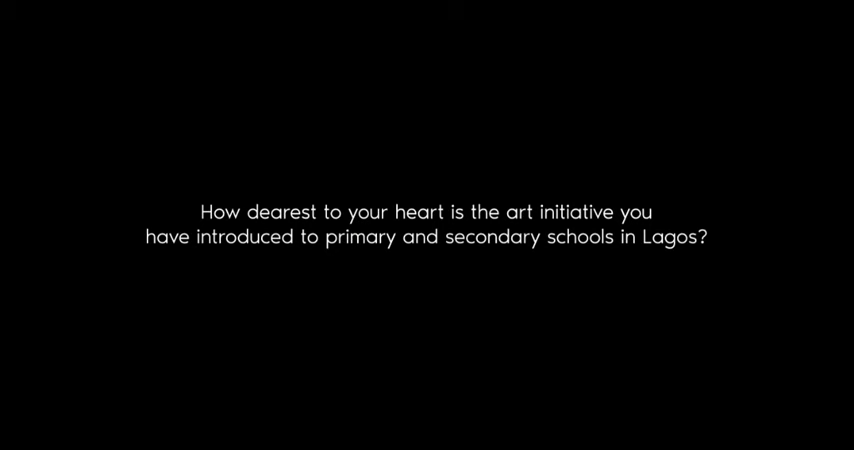 How dearest to your heart is the art initiative you
have introduced to primary and secondary schools in Lagos?